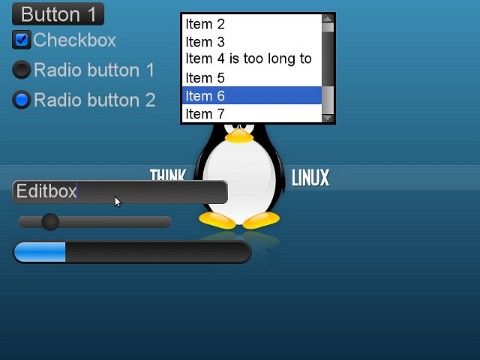 Button 1
Checkbox
Radio button 1
Radio button 2
Item 2
Item 3
Item 4 is too long to
Item 5
Item 6
Item 7
THINK LINUX
Editbox